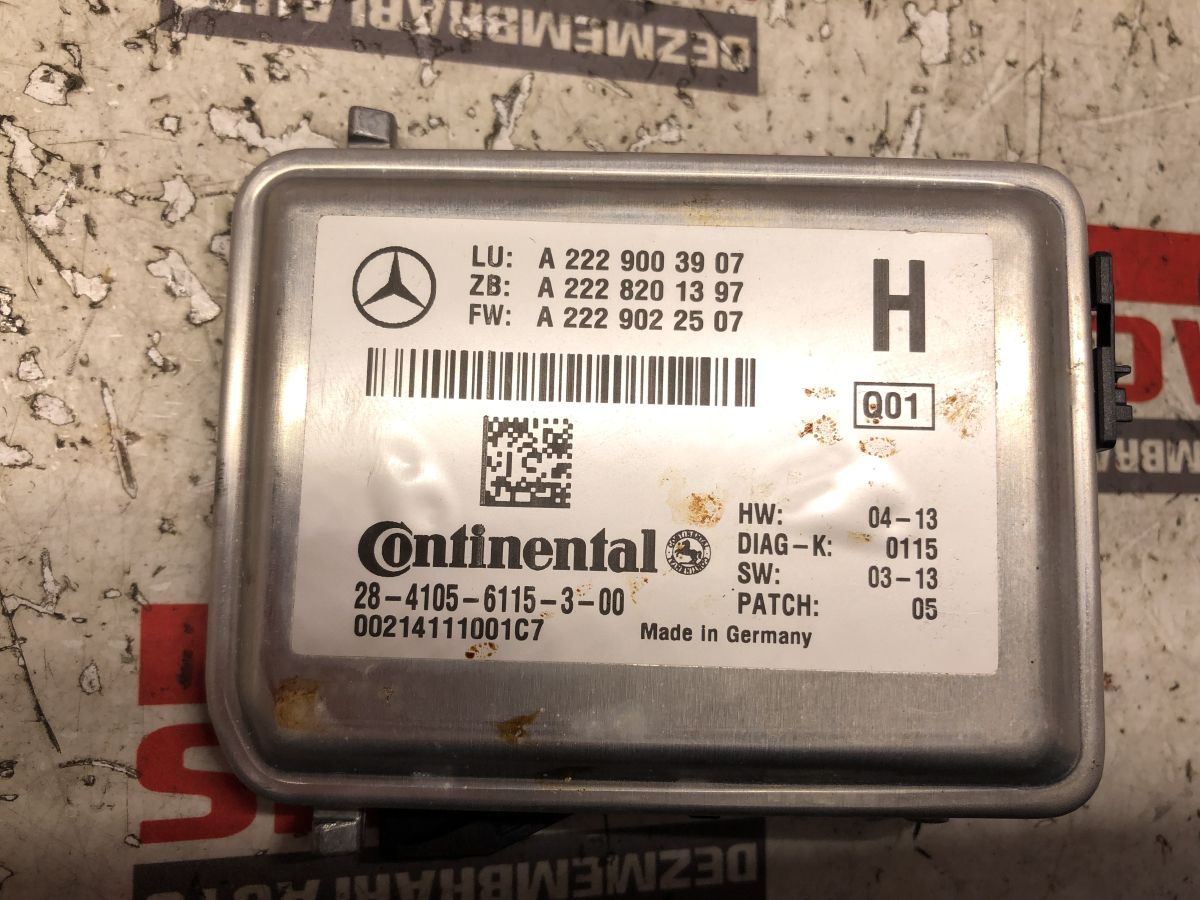 DEZMEMBRARI AUTO
LU: A 222 900 39 07
ZB: A 222 820 13 97
FW: A 222 902 25 07
H
Q01
Continental
28-4105-6115-3-00
00214111001C7
HW: 04-13
DIAG-K: 0115
SW: 03-13
PATCH: 05
Made in Germany
DEZMEMBRARI AUTO